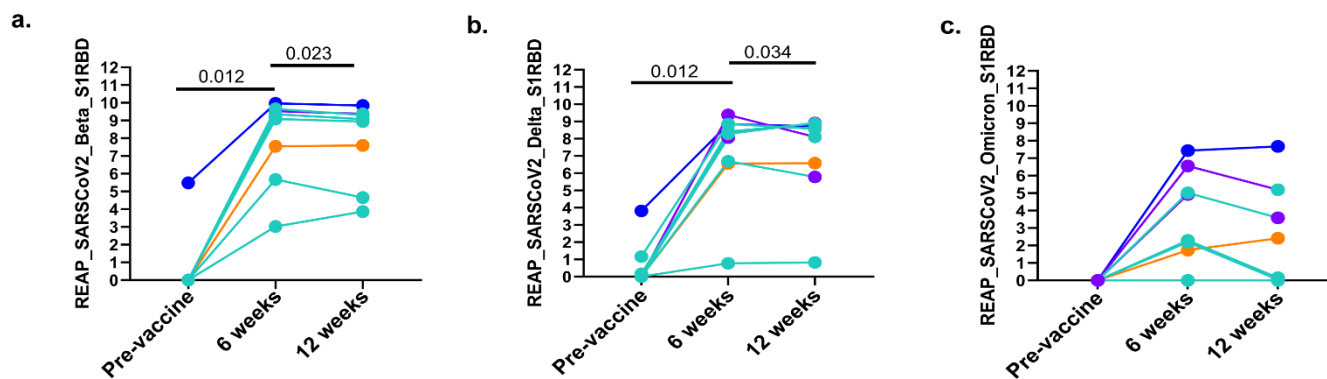 a.
REAP_SARSCoV2_Beta_S1RBD
0.012
0.023
12
11
10
9
8
7
6
5
4
3
2
1
0
Pre-vaccine
6 weeks
12 weeks
b.
REAP_SARSCoV2_Delta_S1RBD
0.012
0.034
12
11
10
9
8
7
6
5
4
3
2
1
0
Pre-vaccine
6 weeks
12 weeks
c.
REAP_SARSCoV2_Omicron_S1RBD
12
11
10
9
8
7
6
5
4
3
2
1
0
Pre-vaccine
6 weeks
12 weeks